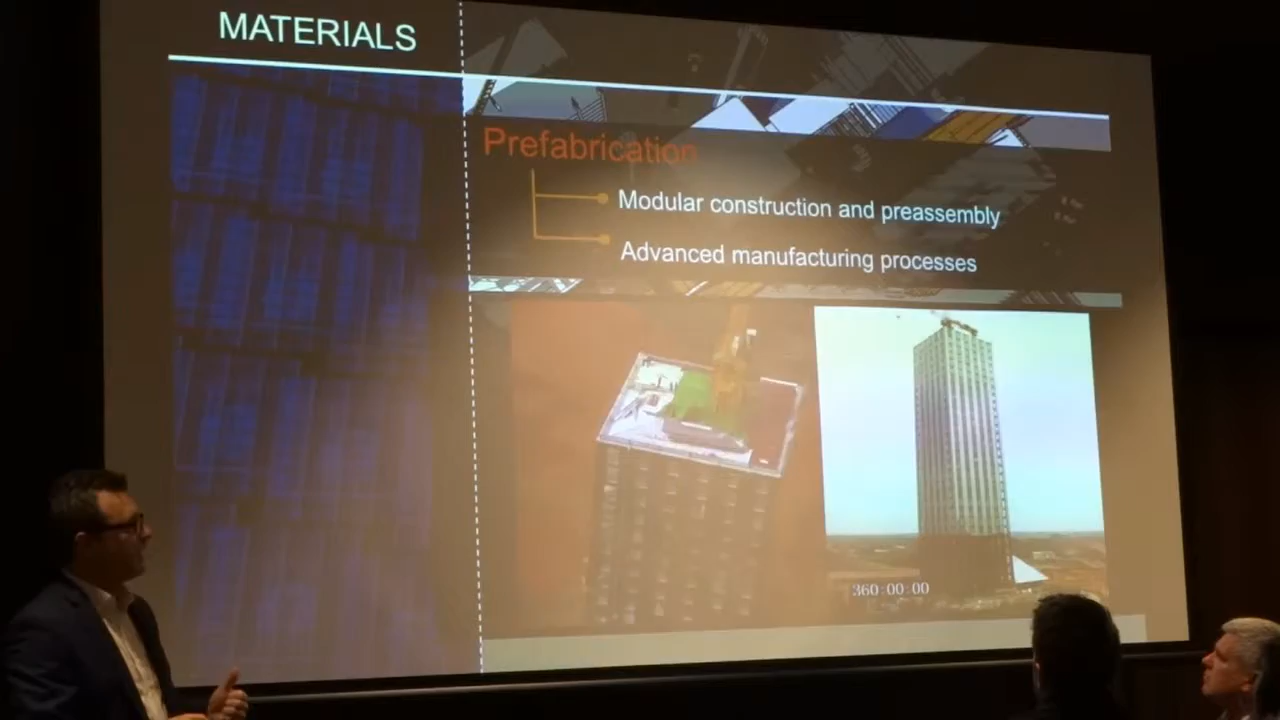 MATERIALS
Prefabrication
Modular construction and preassembly
Advanced manufacturing processes
360:00:00